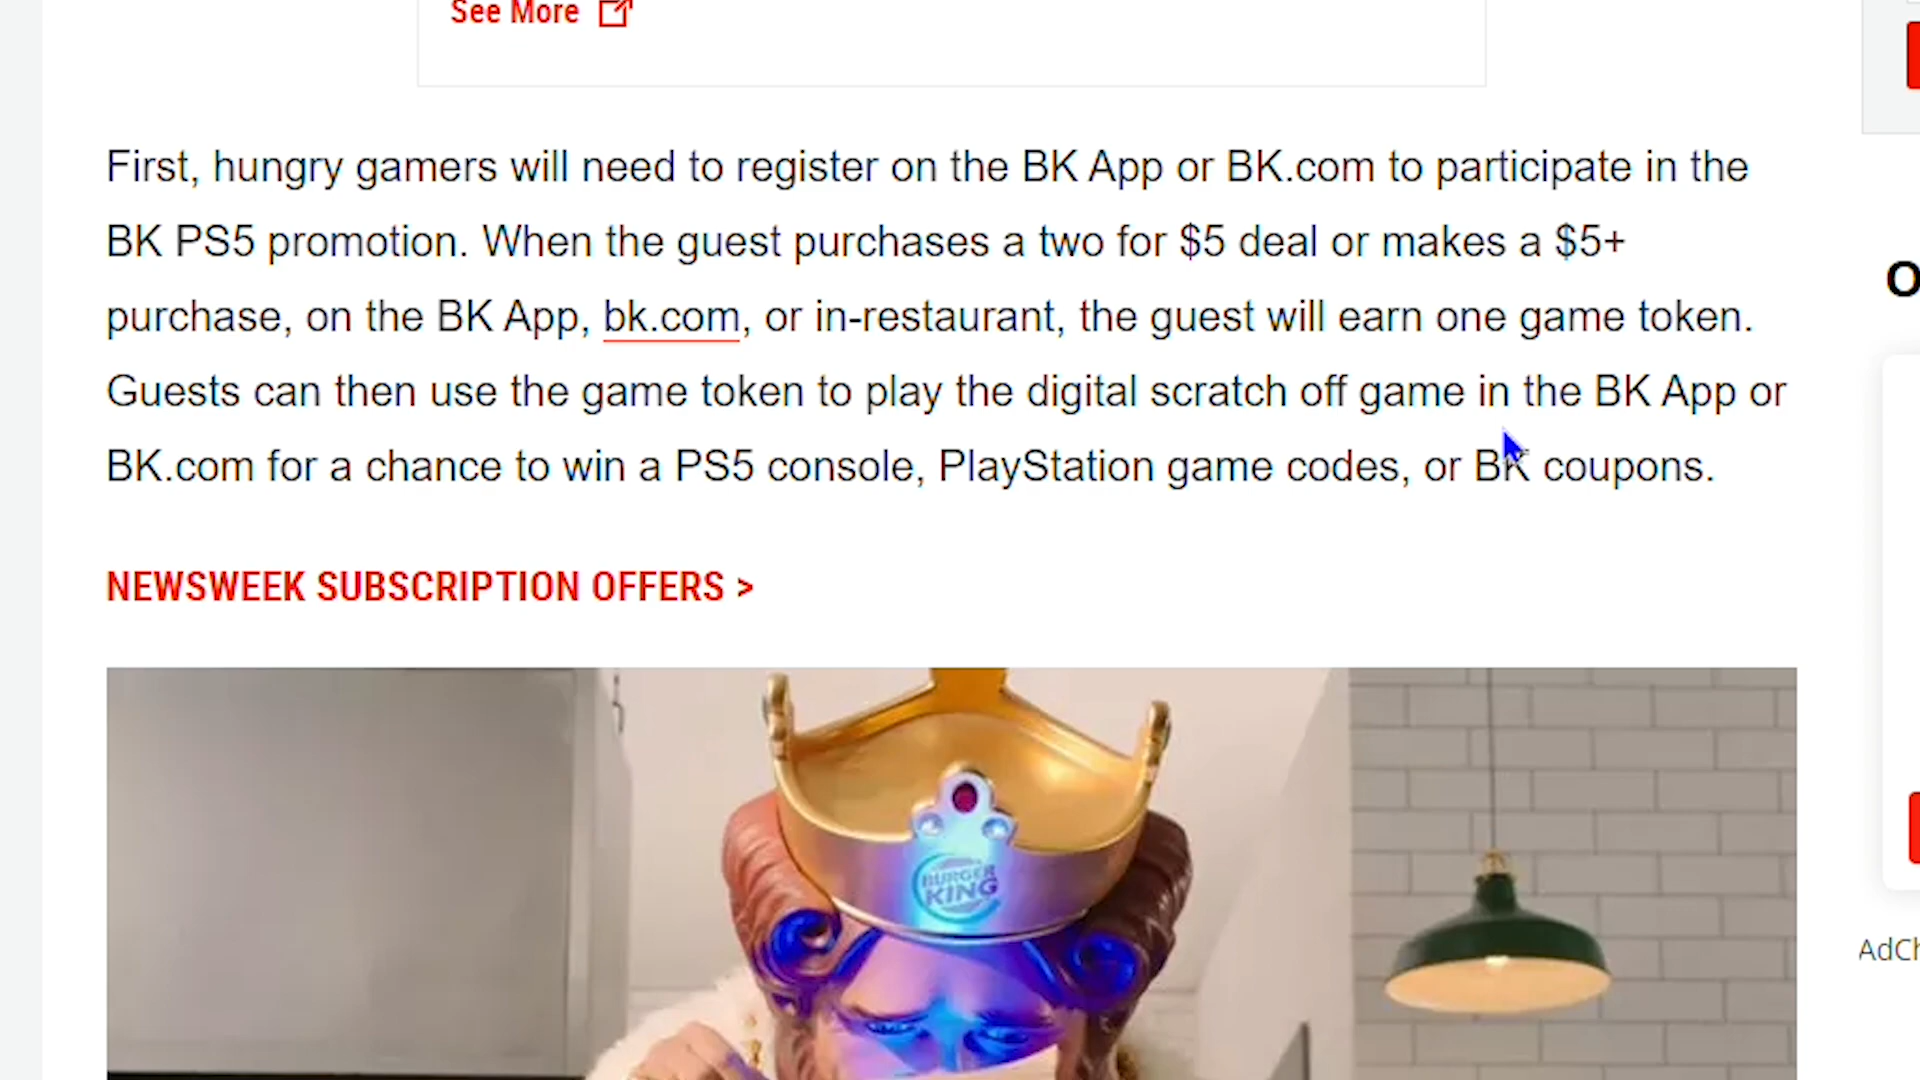 See More
First, hungry gamers will need to register on the BK App or BK.com to participate in the
BK PS5 promotion. When the guest purchases a two for $5 deal or makes a $5+
purchase, on the BK App, bk.com, or in-restaurant, the guest will earn one game token.
Guests can then use the game token to play the digital scratch off game in the BK App or
BK.com for a chance to win a PS5 console, PlayStation game codes, or BK coupons.
NEWSWEEK SUBSCRIPTION OFFERS >
BURGER
KING